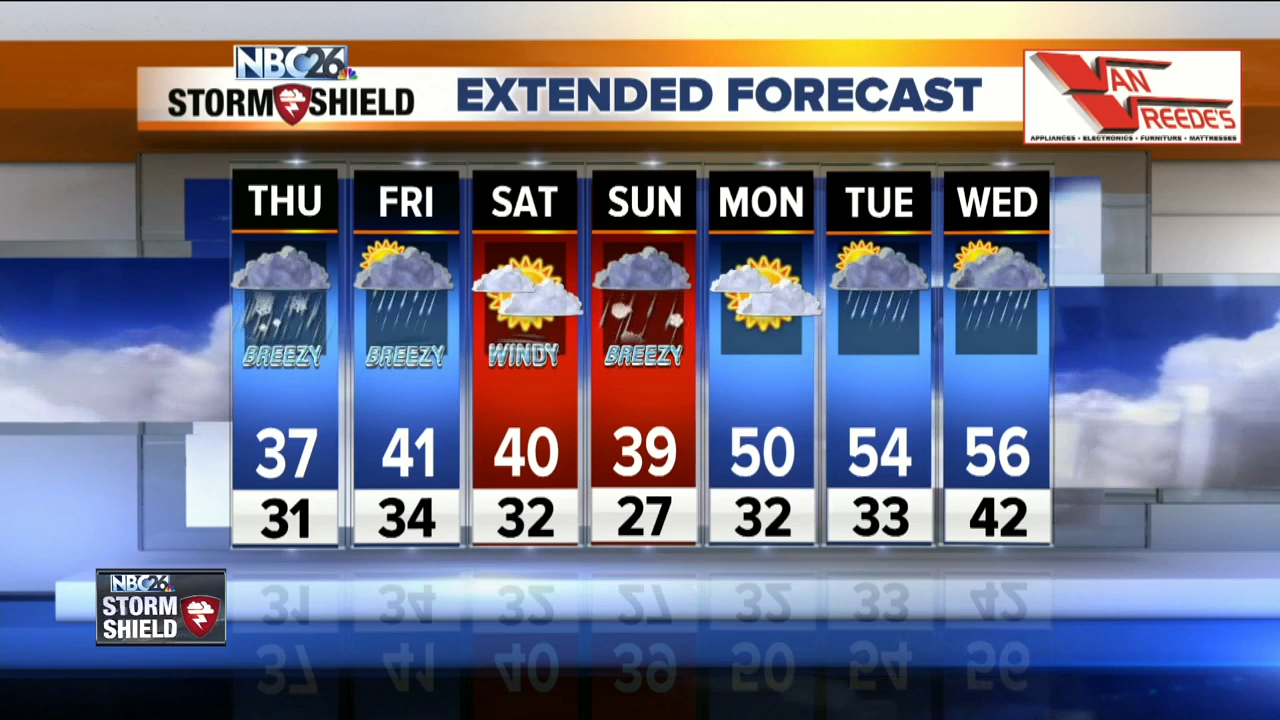 NBC26
STORM SHIELD
EXTENDED FORECAST
VAN VREEDE'S
APPLIANCES • ELECTRONICS • FURNITURE • MATTRESSES
THU FRI SAT SUN MON TUE WED
BREEZY BREEZY WINDY BREEZY
37 41 40 39 50 54 56
31 34 32 27 32 33 42
NBC26
STORM
SHIELD